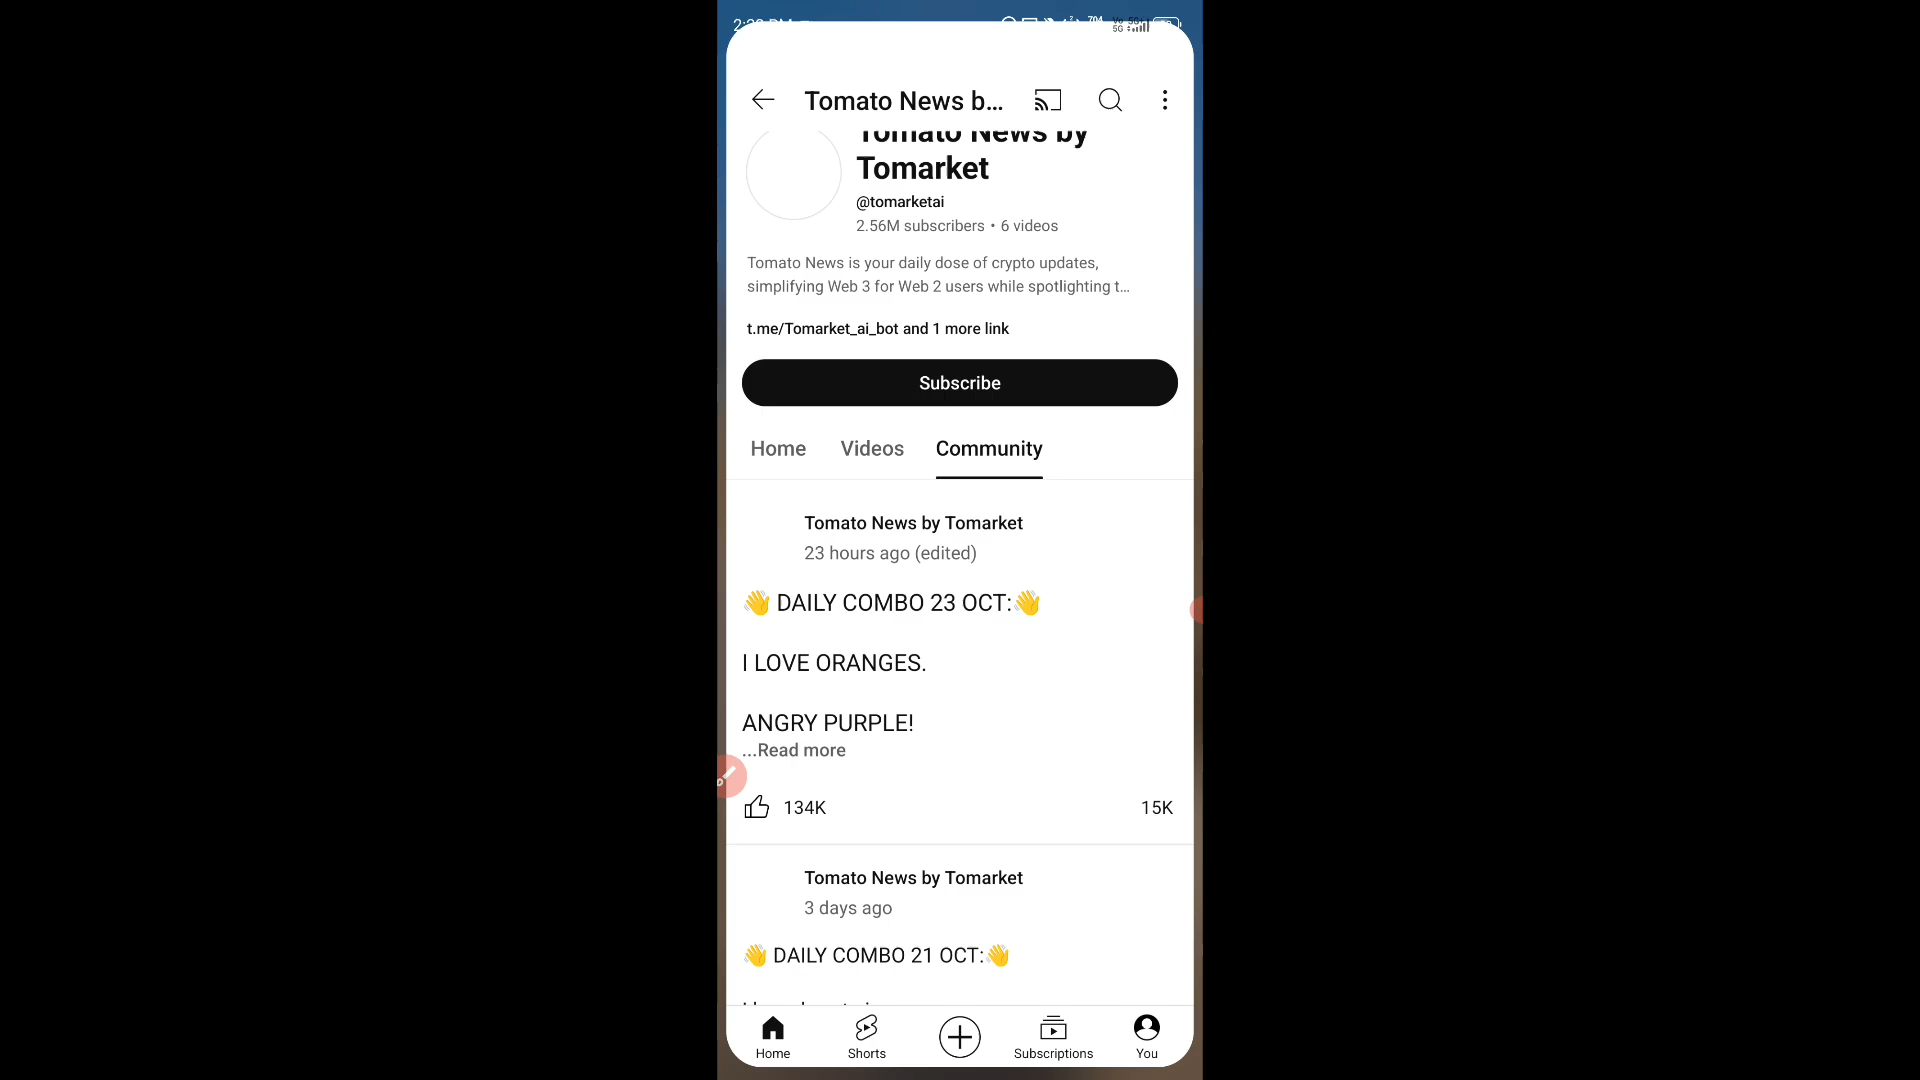 Tomato News b...
Tomato News by
Tomarket
@tomarketai
2.56M subscribers • 6 videos
Tomato News is your daily dose of crypto updates,
simplifying Web 3 for Web 2 users while spotlighting t...
t.me/Tomarket_ai_bot and 1 more link
Subscribe
Home Videos Community
Tomato News by Tomarket
23 hours ago (edited)
👋 DAILY COMBO 23 OCT:👋
I LOVE ORANGES.
ANGRY PURPLE!
...Read more
134K 15K
Tomato News by Tomarket
3 days ago
👋 DAILY COMBO 21 OCT:👋
Home Shorts Subscriptions You